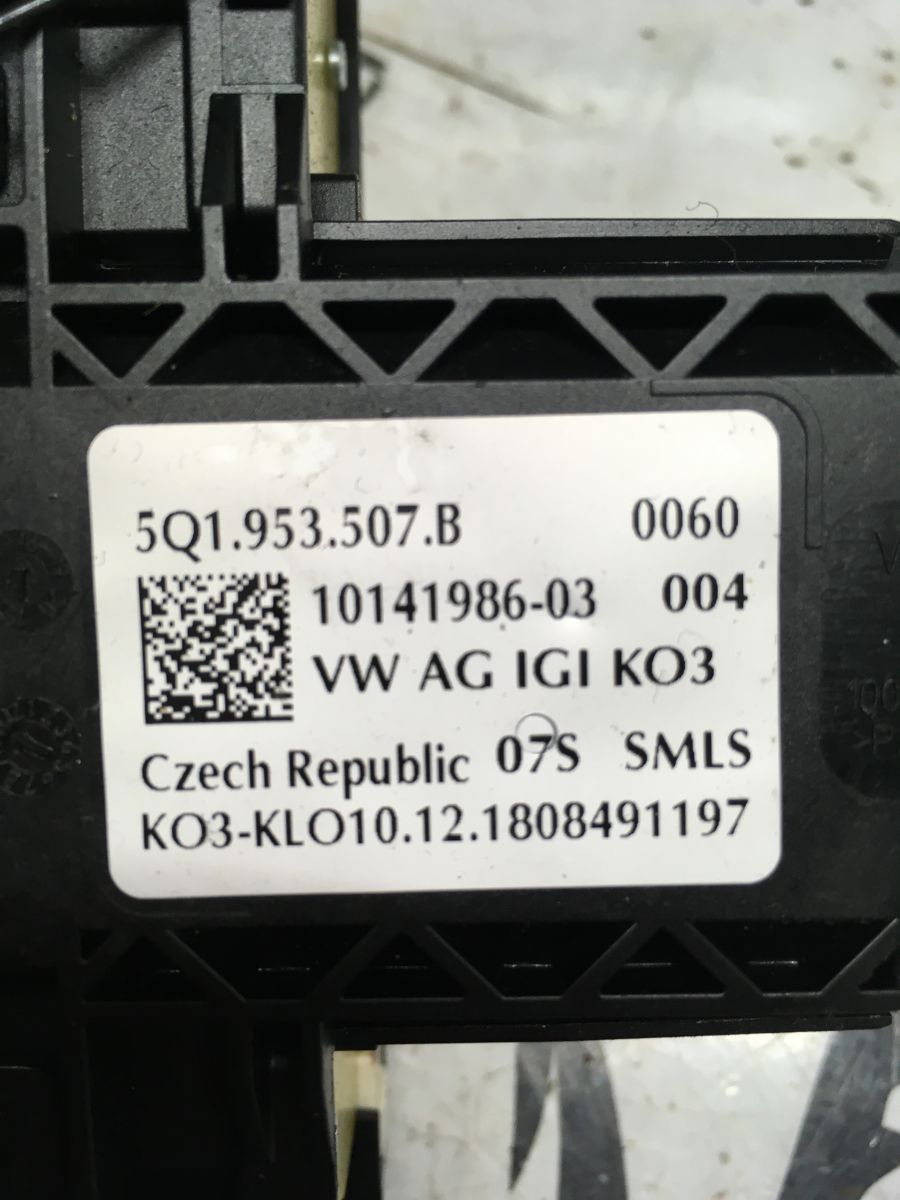 5Q1.953.507.B 0060
10141986-03 004
VW AG IGI KO3
Czech Republic 07S SMLS
KO3-KLO10.12.1808491197